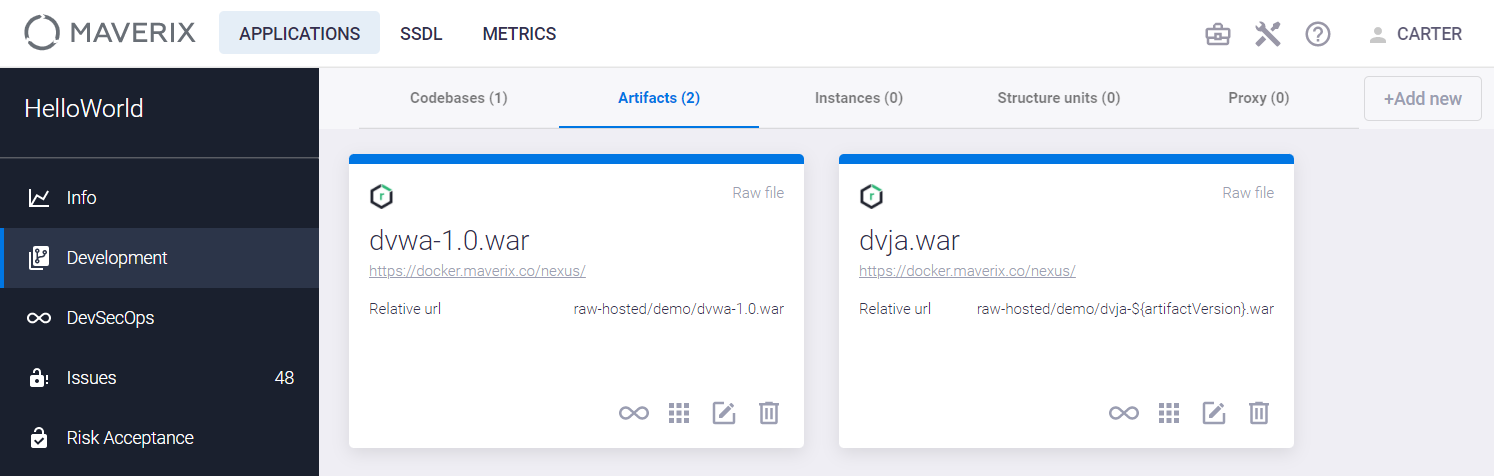 MAVERIX
APPLICATIONS
SSDL
METRICS
CARTER
HelloWorld
Info
Development
DevSecOps
Issues
48
Risk Acceptance
Codebases (1)
Artifacts (2)
Instances (0)
Structure units (0)
Proxy (0)
+Add new
r
Raw file
dvwa-1.0.war
https://docker.maverix.co/nexus/
Relative url raw-hosted/demo/dvwa-1.0.war
r
Raw file
dvja.war
https://docker.maverix.co/nexus/
Relative url raw-hosted/demo/dvja-${artifactVersion}.war